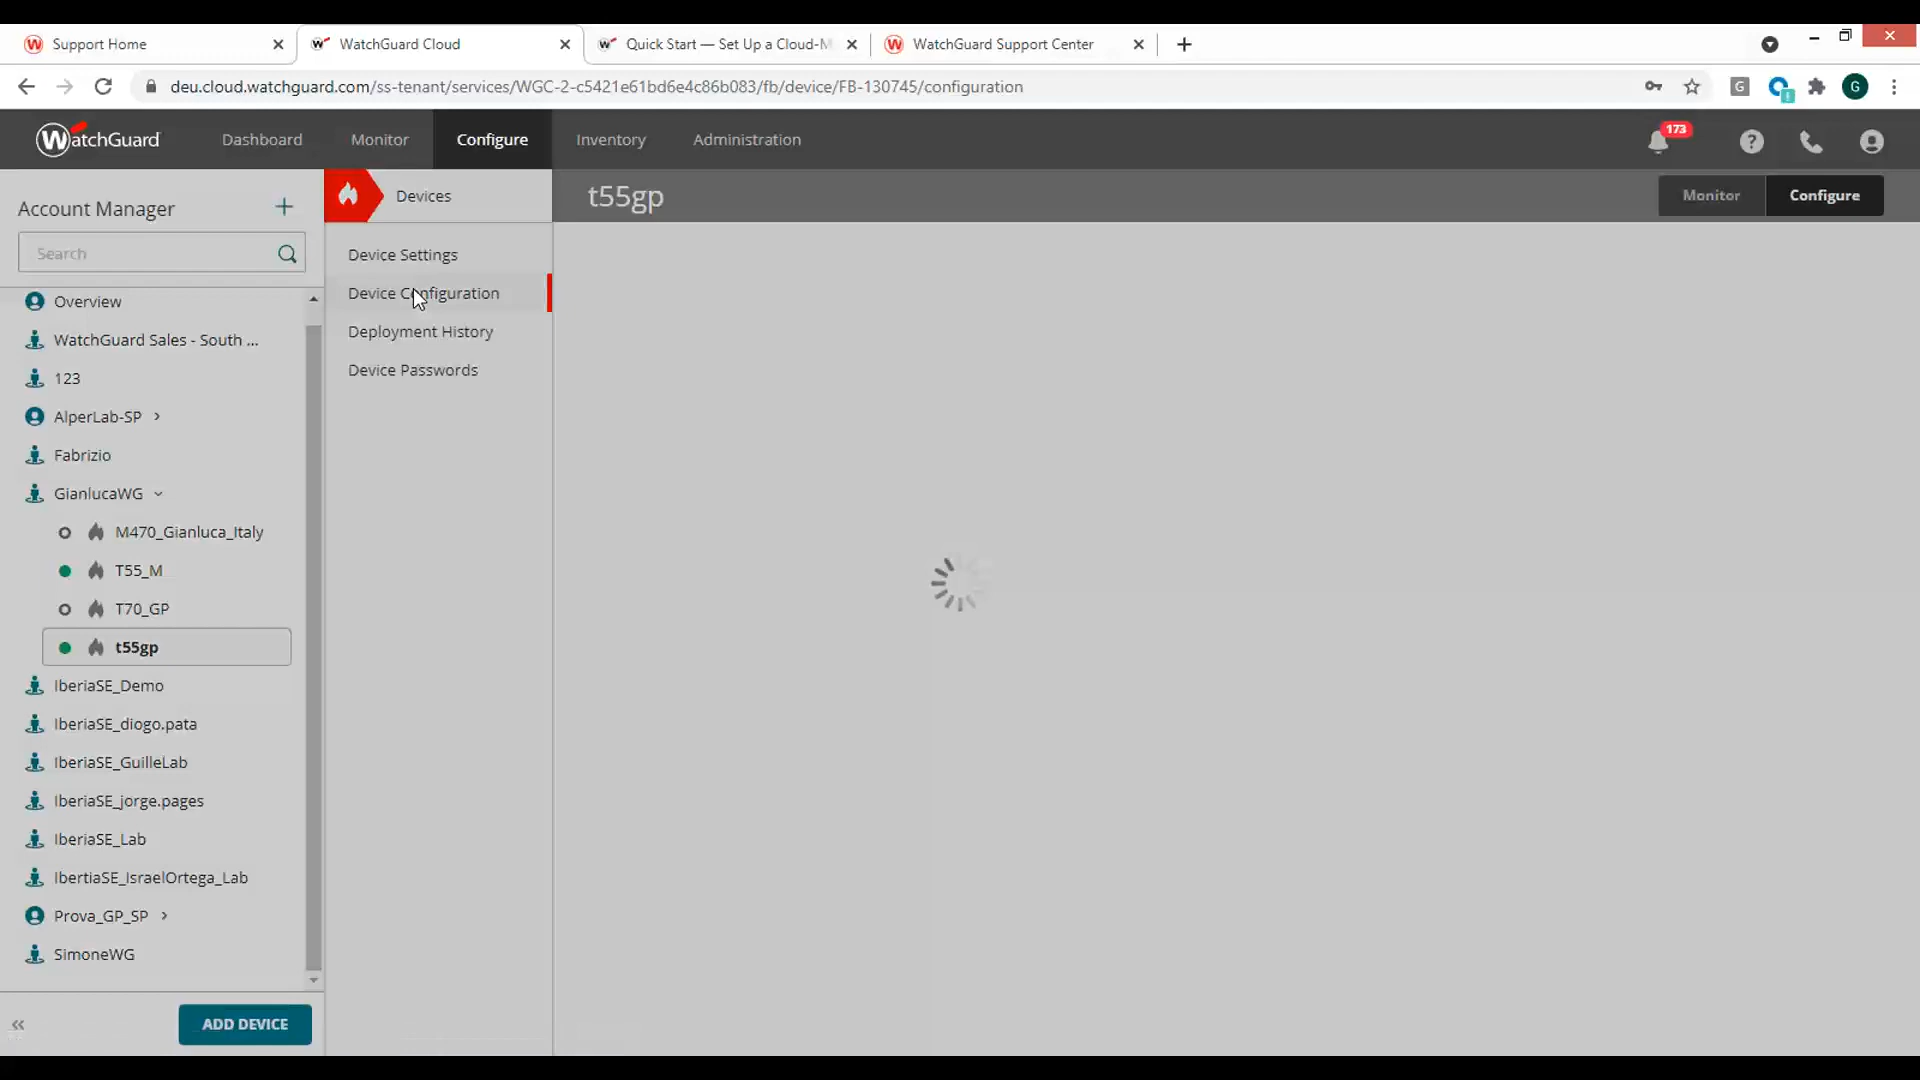 Support Home
WatchGuard Cloud
Quick Start — Set Up a Cloud-M
WatchGuard Support Center
deu.cloud.watchguard.com/ss-tenant/services/WGC-2-c5421e61bd6e4c86b083/fb/device/FB-130745/configuration
G
G
WatchGuard
Dashboard
Monitor
Configure
Inventory
Administration
173
Account Manager
Search
Devices
t55gp
Monitor
Configure
Device Settings
Device Configuration
Deployment History
Device Passwords
Overview
WatchGuard Sales - South ...
123
AlperLab-SP
Fabrizio
GianlucaWG
M470_Gianluca_Italy
T55_M
T70_GP
t55gp
IberiaSE_Demo
IberiaSE_diogo.pata
IberiaSE_GuilleLab
IberiaSE_jorge.pages
IberiaSE_Lab
IbertiaSE_IsraelOrtega_Lab
Prova_GP_SP
SimoneWG
ADD DEVICE